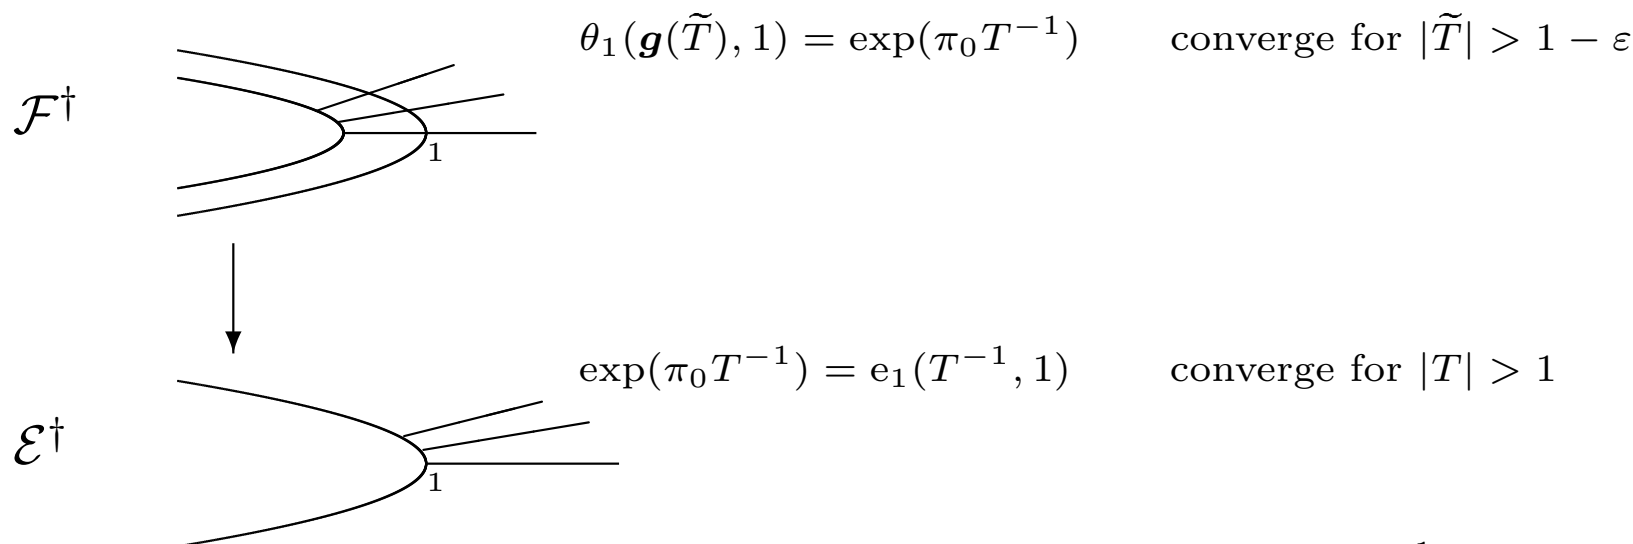 θ₁(𝒈(T̃), 1) = exp(π₀T⁻¹) converge for |T̃| > 1 − ε
ℱ†
1
exp(π₀T⁻¹) = e₁(T⁻¹, 1) converge for |T| > 1
ℰ†
1